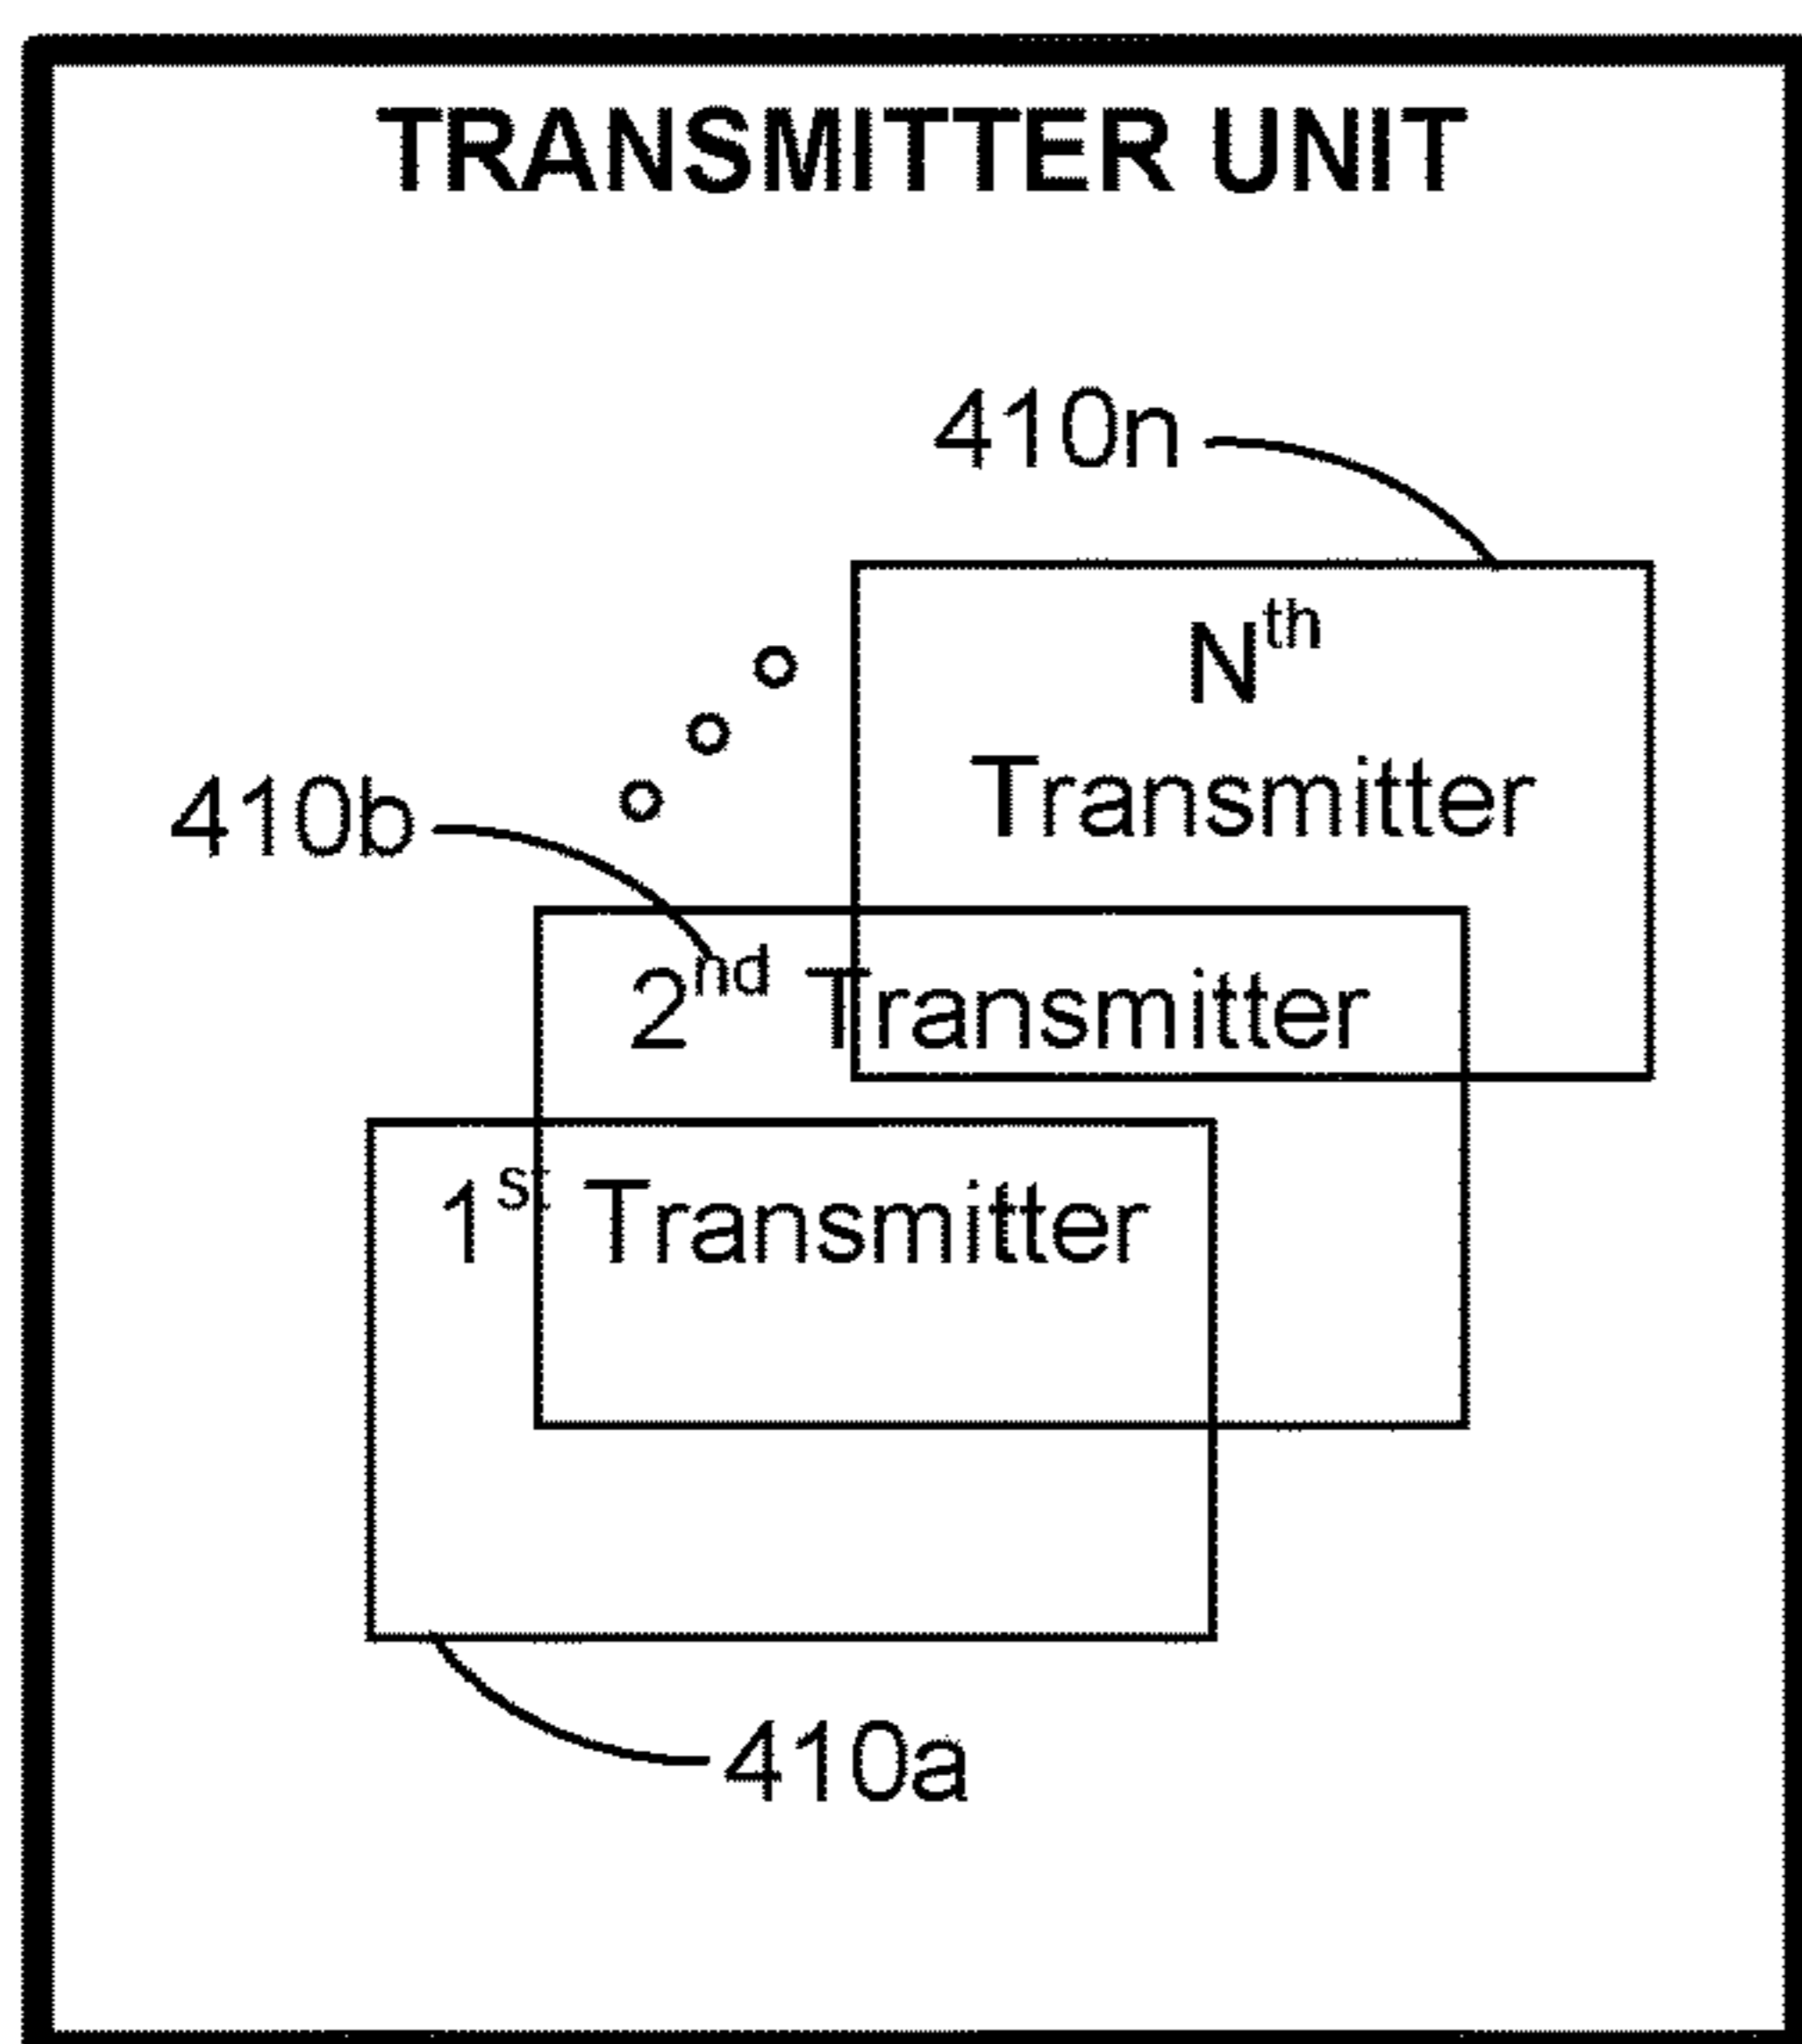 TRANSMITTER UNIT
410n
Nth
Transmitter
410b
2nd Transmitter
1st Transmitter
410a